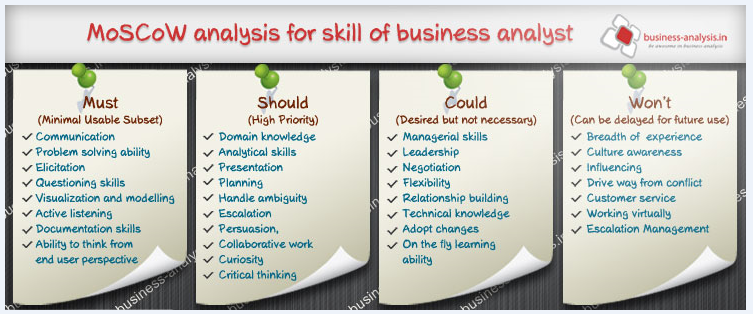 MoSCoW analysis for skill of business analyst
business-analysis.in
be awesome in business analysis
Must
(Minimal Usable Subset)
Communication
Problem solving ability
Elicitation
Questioning skills
Visualization and modelling
Active listening
Documentation skills
Ability to think from
end user perspective
Should
(High Priority)
Domain knowledge
Analytical skills
Presentation
Planning
Handle ambiguity
Escalation
Persuasion,
Collaborative work
Curiosity
Critical thinking
Could
(Desired but not necessary)
Managerial skills
Leadership
Negotiation
Flexibility
Relationship building
Technical knowledge
Adopt changes
On the fly learning
ability
Won't
(Can be delayed for future use)
Breadth of experience
Culture awareness
Influencing
Drive way from conflict
Customer service
Working virtually
Escalation Management